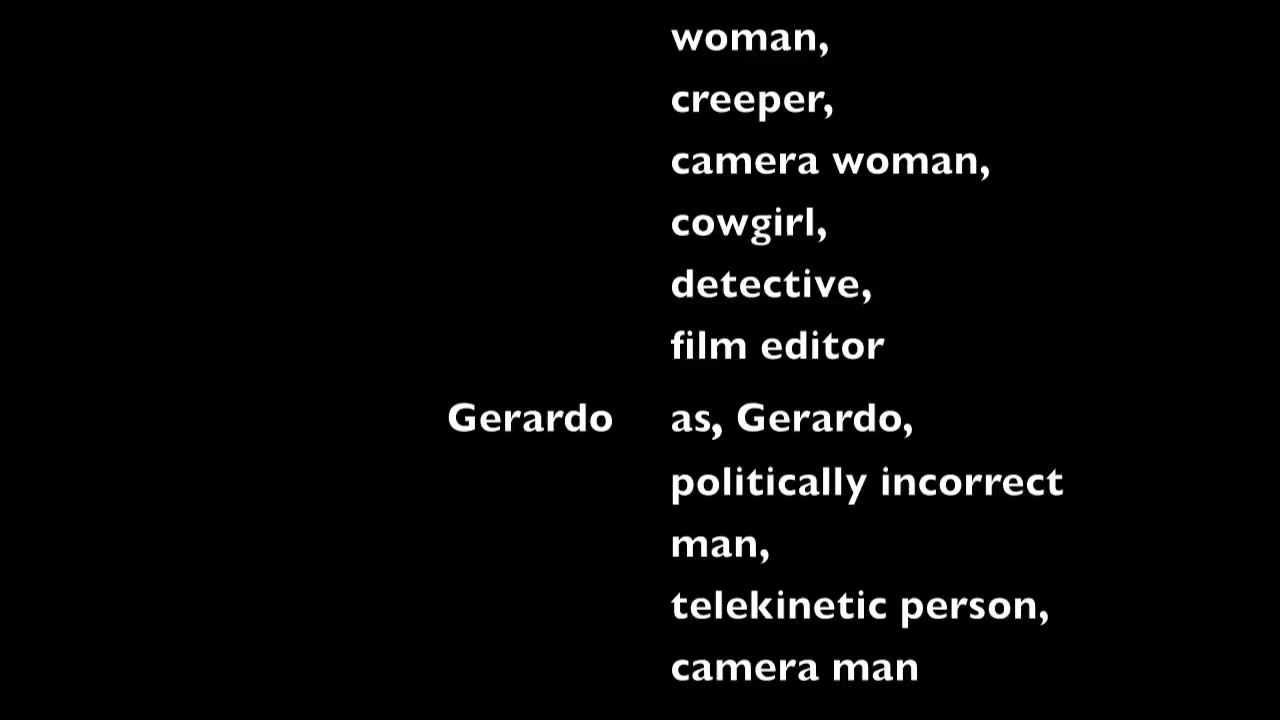 woman,
creeper,
camera woman,
cowgirl,
detective,
film editor
Gerardo as, Gerardo,
politically incorrect
man,
telekinetic person,
camera man